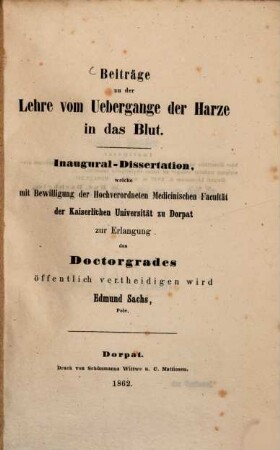 Beiträge
zu der
Lehre vom Uebergange der Harze
in das Blut.
Inaugural-Dissertation,
welche
mit Bewilligung der Hochverordneten Medicinischen Facultät
der Kaiserlichen Universität zu Dorpat
zur Erlangung
des
Doctorgrades
öffentlich vertheidigen wird
Edmund Sachs,
Pole.
Dorpat.
Druck von Schünmanns Wittwe u. C. Mattiesen.
1862.